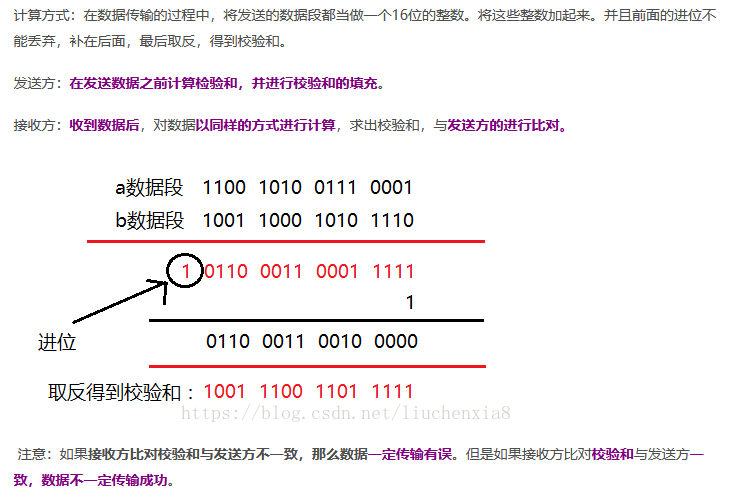 计算方式：在数据传输的过程中，将发送的数据段都当做一个16位的整数。将这些整数加起来。并且前面的进位不
能丢弃，补在后面，最后取反，得到校验和。
发送方：在发送数据之前计算检验和，并进行校验和的填充。
接收方：收到数据后，对数据以同样的方式进行计算，求出校验和，与发送方的进行比对。
a数据段 1100 1010 0111 0001
b数据段 1001 1000 1010 1110
1 0110 0011 0001 1111
1
进位
0110 0011 0010 0000
取反得到校验和：1001 1100 1101 1111
https://blog.csdn.net/liuchenxia8
注意：如果接收方比对校验和与发送方不一致，那么数据一定传输有误。但是如果接收方比对校验和与发送方一
致，数据不一定传输成功。